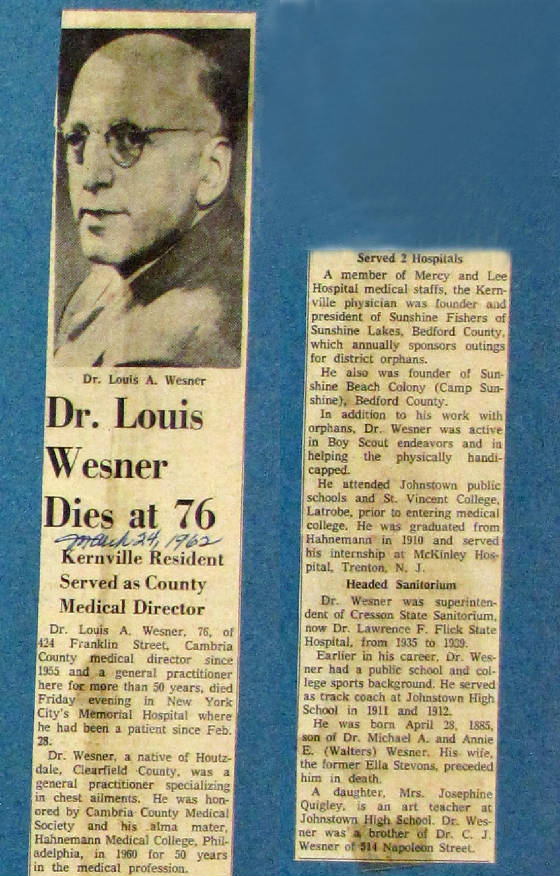 Dr. Louis A. Wesner
Dr. Louis
Wesner
Dies at 76
March 24, 1962
Kernville Resident
Served as County
Medical Director
Dr. Louis A. Wesner, 76, of
424 Franklin Street, Cambria
County medical director since
1955 and a general practitioner
here for more than 50 years, died
Friday evening in New York
City's Memorial Hospital where
he had been a patient since Feb.
28.
Dr. Wesner, a native of Houtz-
dale, Clearfield County, was a
general practitioner specializing
in chest ailments. He was hon-
ored by Cambria County Medical
Society and his alma mater,
Hahnemann Medical College, Phil-
adelphia, in 1960 for 50 years
in the medical profession.
Served 2 Hospitals
A member of Mercy and Lee
Hospital medical staffs, the Kern-
ville physician was founder and
president of Sunshine Fishers of
Sunshine Lakes, Bedford County,
which annually sponsors outings
for district orphans.
He also was founder of Sun-
shine Beach Colony (Camp Sun-
shine), Bedford County.
In addition to his work with
orphans, Dr. Wesner was active
in Boy Scout endeavors and in
helping the physically handi-
capped.
He attended Johnstown public
schools and St. Vincent College,
Latrobe, prior to entering medical
college. He was graduated from
Hahnemann in 1910 and served
his internship at McKinley Hos-
pital, Trenton, N. J.
Headed Sanitorium
Dr. Wesner was superinten-
dent of Cresson State Sanitorium,
now Dr. Lawrence F. Flick State
Hospital, from 1935 to 1939.
Earlier in his career, Dr. Wes-
ner had a public school and col-
lege sports background. He served
as track coach at Johnstown High
School in 1911 and 1912.
He was born April 28, 1885,
son of Dr. Michael A. and Annie
E. (Walters) Wesner. His wife,
the former Ella Stevons, preceded
him in death.
A daughter, Mrs. Josephine
Quigley, is an art teacher at
Johnstown High School. Dr. Wes-
ner was a brother of Dr. C. J.
Wesner of 514 Napoleon Street.